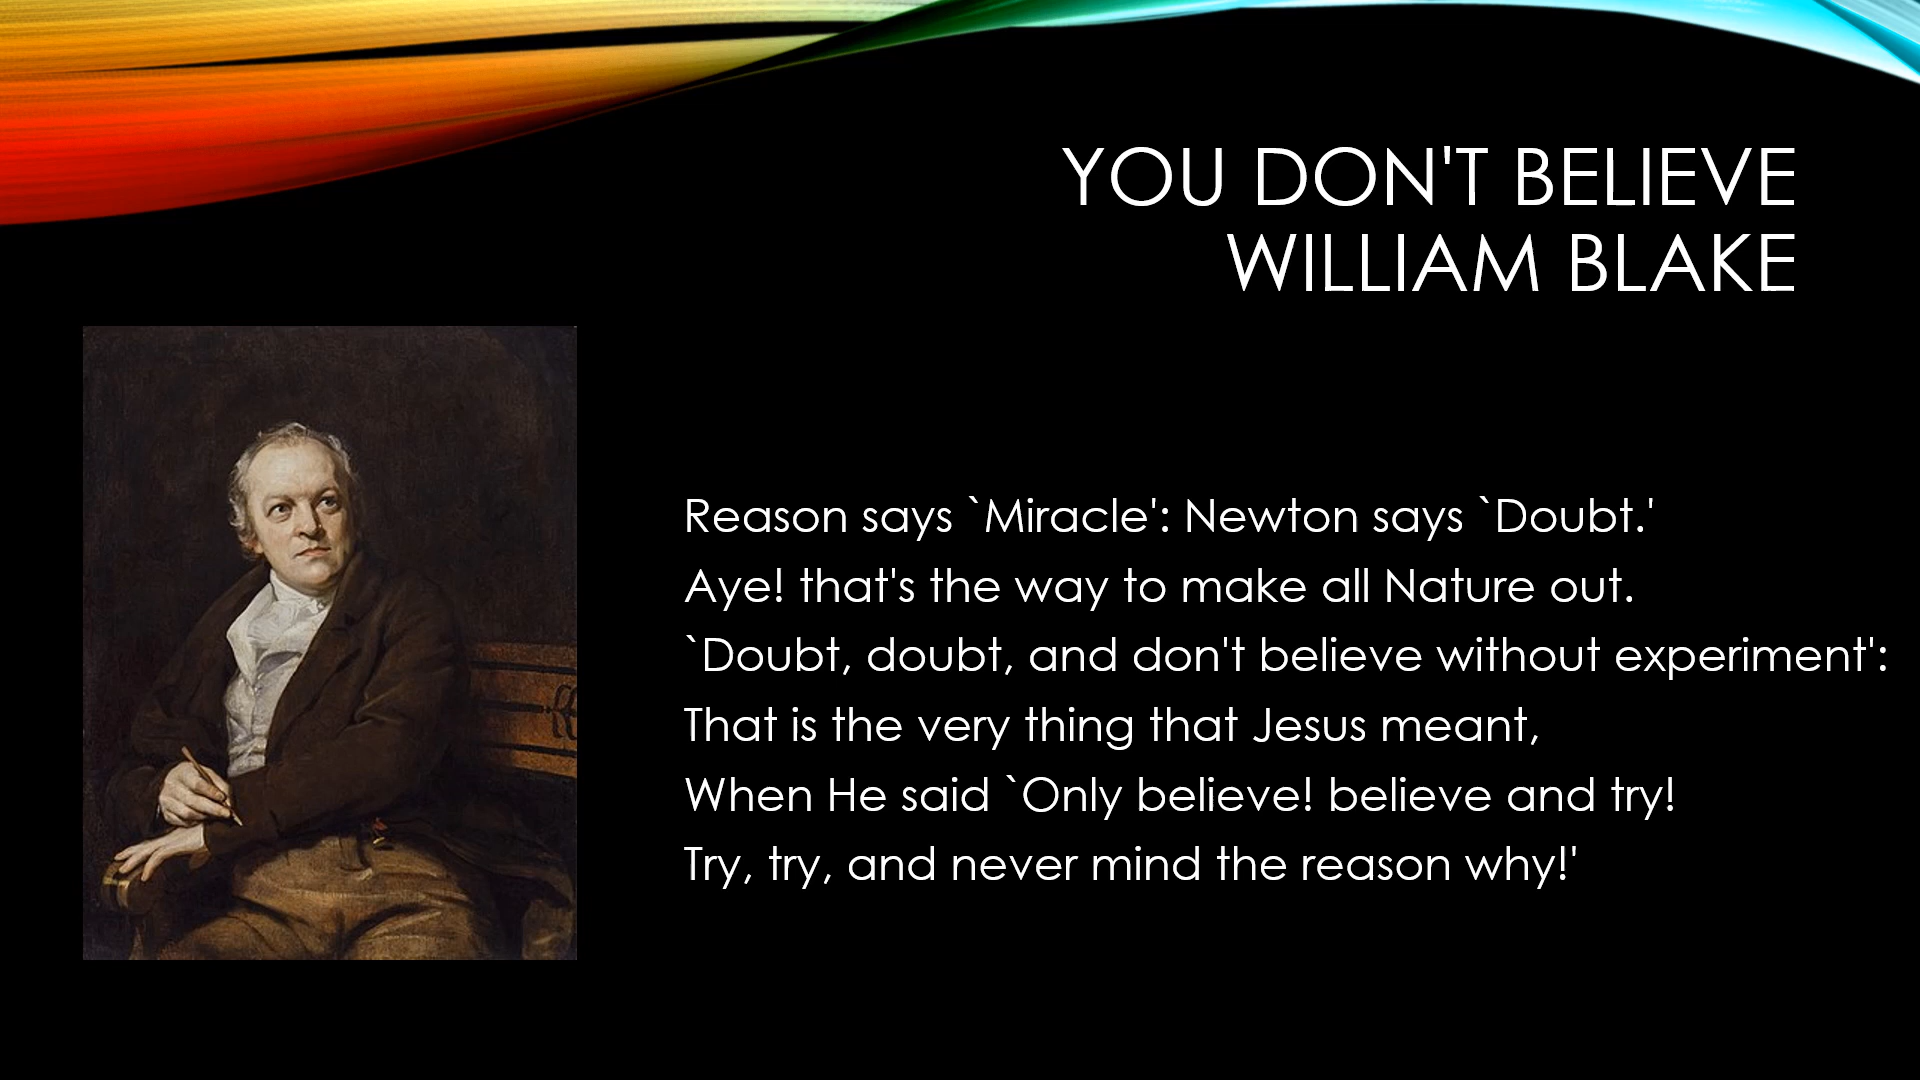 YOU DON'T BELIEVE
WILLIAM BLAKE
Reason says `Miracle': Newton says `Doubt.'
Aye! that's the way to make all Nature out.
`Doubt, doubt, and don't believe without experiment':
That is the very thing that Jesus meant,
When He said `Only believe! believe and try!
Try, try, and never mind the reason why!'